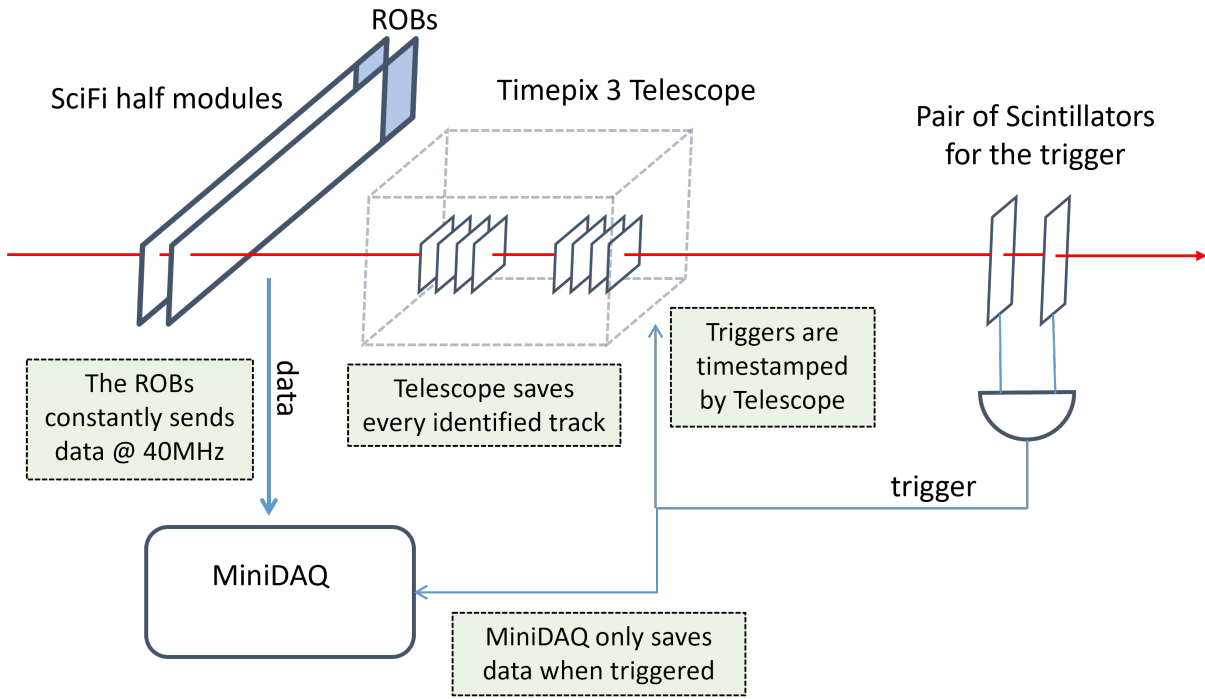 ROBs
SciFi half modules
Timepix 3 Telescope
Pair of Scintillators
for the trigger
The ROBs
constantly sends
data @ 40MHz
data
Telescope saves
every identified track
Triggers are
timestamped
by Telescope
trigger
MiniDAQ
MiniDAQ only saves
data when triggered